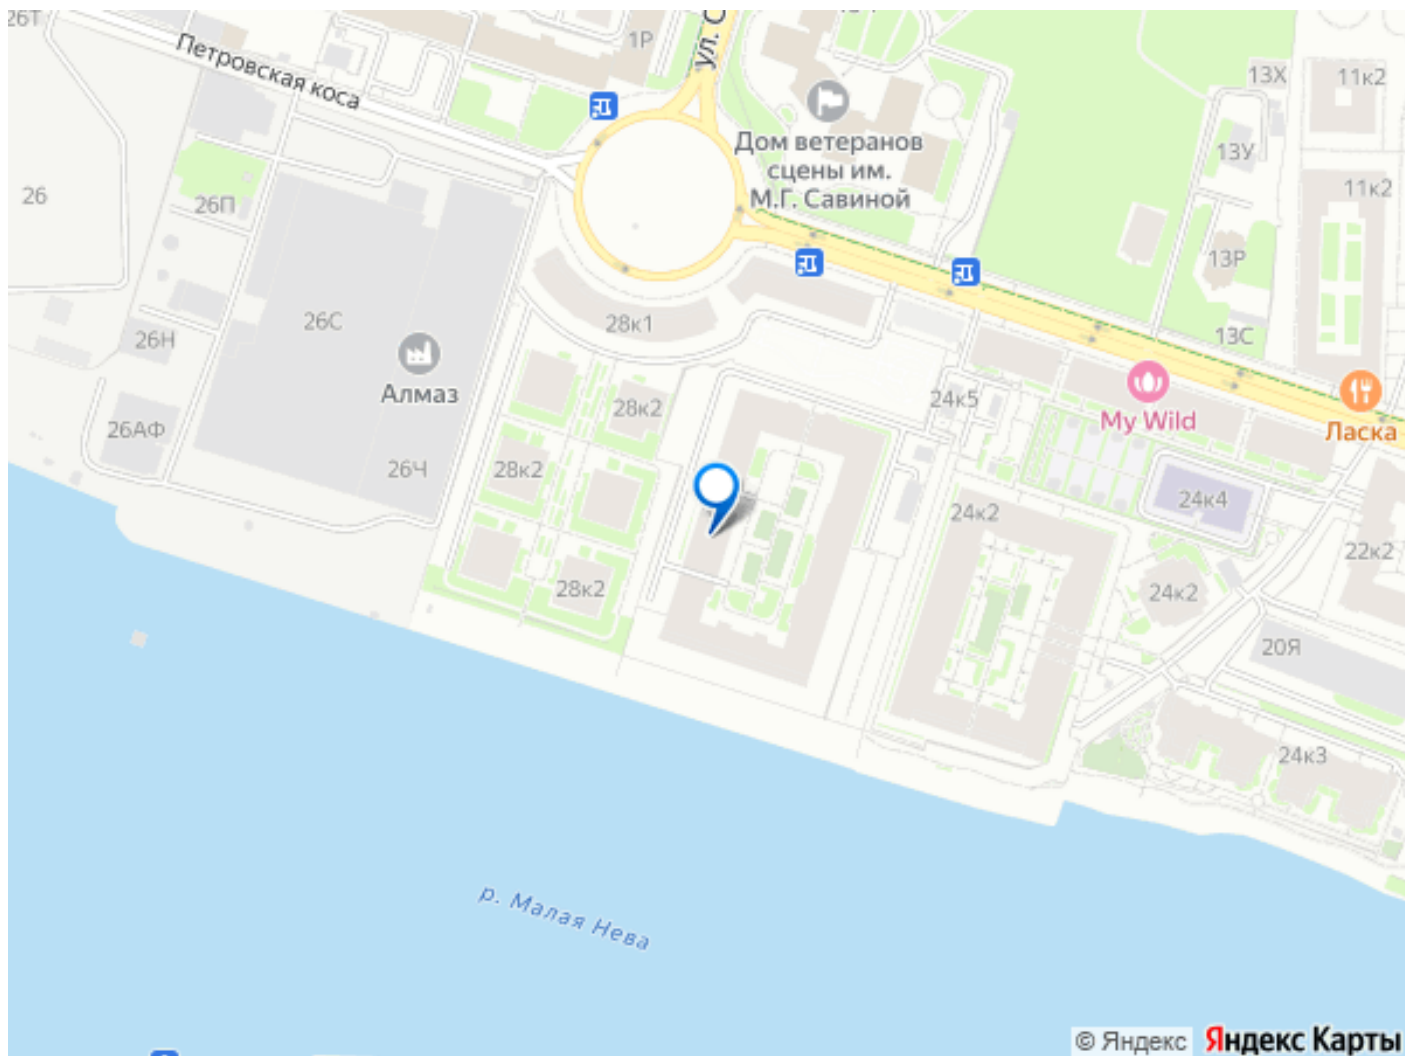 26Т
Петровская коса
1Р
ул. С
13Х
11к2
Дом ветеранов
сцены им.
М.Г. Савиной
13У
11к2
26
26П
13Р
26С
28к1
13С
26Н
Алмаз
28к2
24к5
My Wild
Ласка
26АФ
26Ч
28к2
24к2
24к4
22к2
28к2
24к2
20Я
24к3
р. Малая Нева
© Яндекс Яндекс Карты